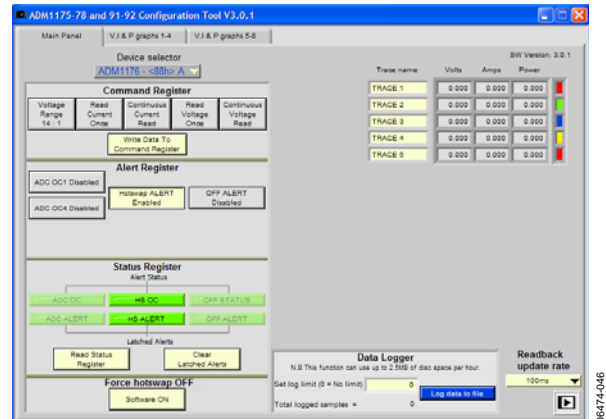 ADM1175-78 and 91-92 Configuration Tool V3.0.1
Main Panel V,I & P graphs 1-4 V,I & P graphs 5-8
SW Version: 3.0.1
Device selector
ADM1176 - <88h> A
Command Register
Voltage Range 14 : 1
Read Current Once
Continuous Current Read
Read Voltage Once
Continuous Voltage Read
Write Data To Command Register
Alert Register
ADC OC1 Disabled
ADC OC4 Disabled
Hotswap ALERT Enabled
OFF ALERT Disabled
Status Register
Alert Status
ADC OC HS OC OFF STATUS
ADC ALERT HS ALERT OFF ALERT
Latched Alerts
Read Status Register
Clear Latched Alerts
Force hotswap OFF
Software ON
Trace name Volts Amps Power
TRACE 1 0.000 0.000 0.000
TRACE 2 0.000 0.000 0.000
TRACE 3 0.000 0.000 0.000
TRACE 4 0.000 0.000 0.000
TRACE 5 0.000 0.000 0.000
Data Logger
N.B This function can use up to 2.5MB of disc space per hour.
Set log limit (0 = No limit) 0
Log data to file
Total logged samples = 0
Readback update rate
100ms
06474-046